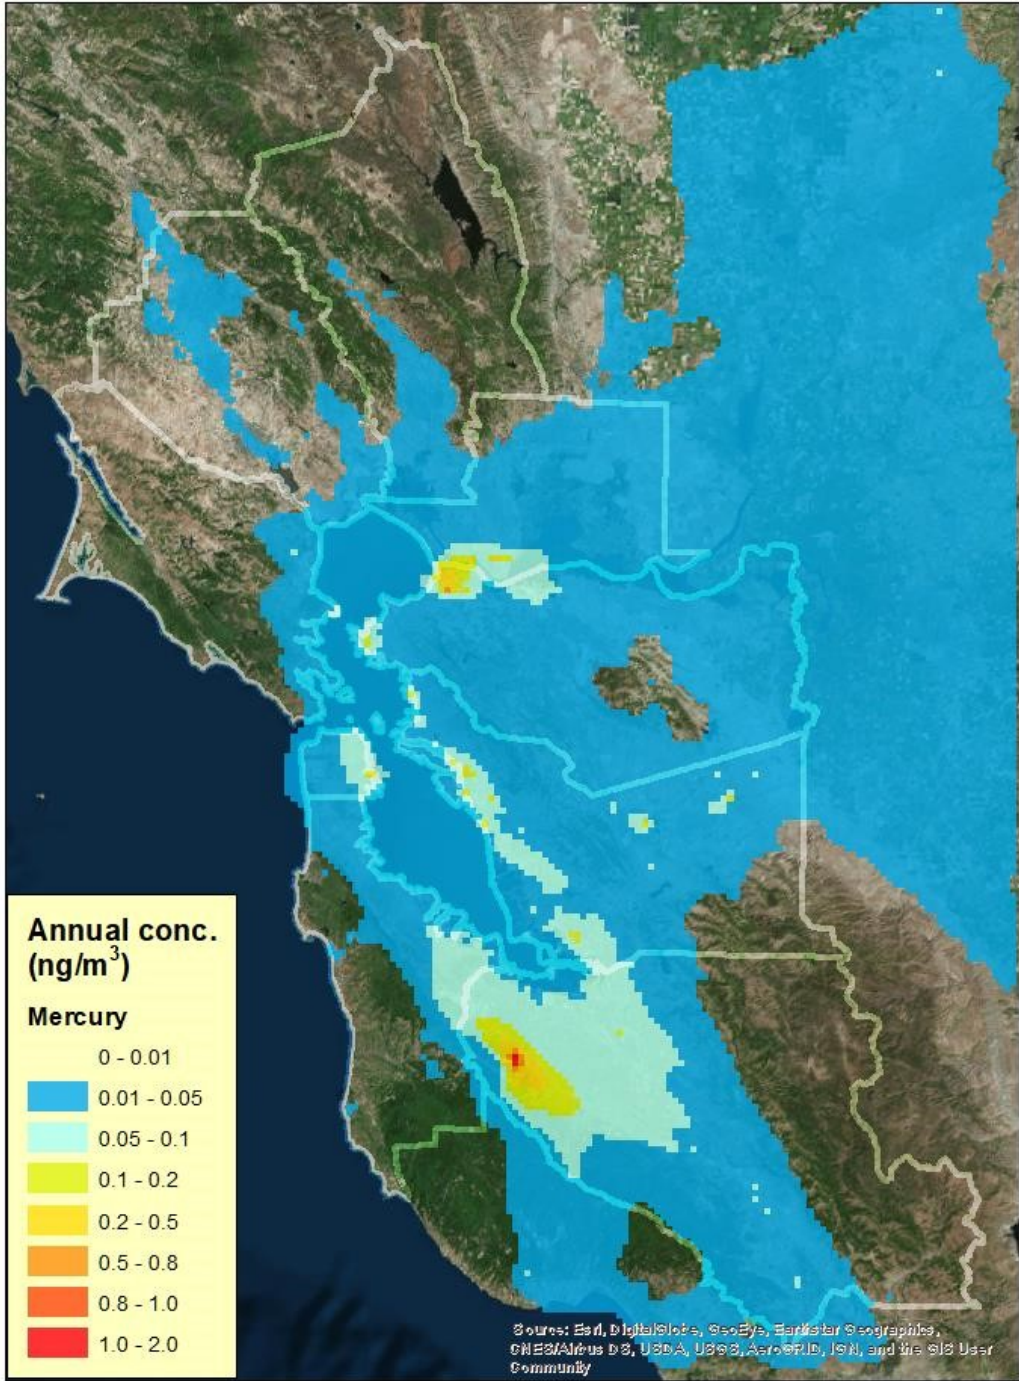 Annual conc.
(ng/m³)
Mercury
0 - 0.01
0.01 - 0.05
0.05 - 0.1
0.1 - 0.2
0.2 - 0.5
0.5 - 0.8
0.8 - 1.0
1.0 - 2.0
Source: Esri, DigitalGlobe, GeoEye, Earthstar Geographics,
CNES/Airbus DS, USDA, USGS, AeroGRID, IGN, and the GIS User
Community